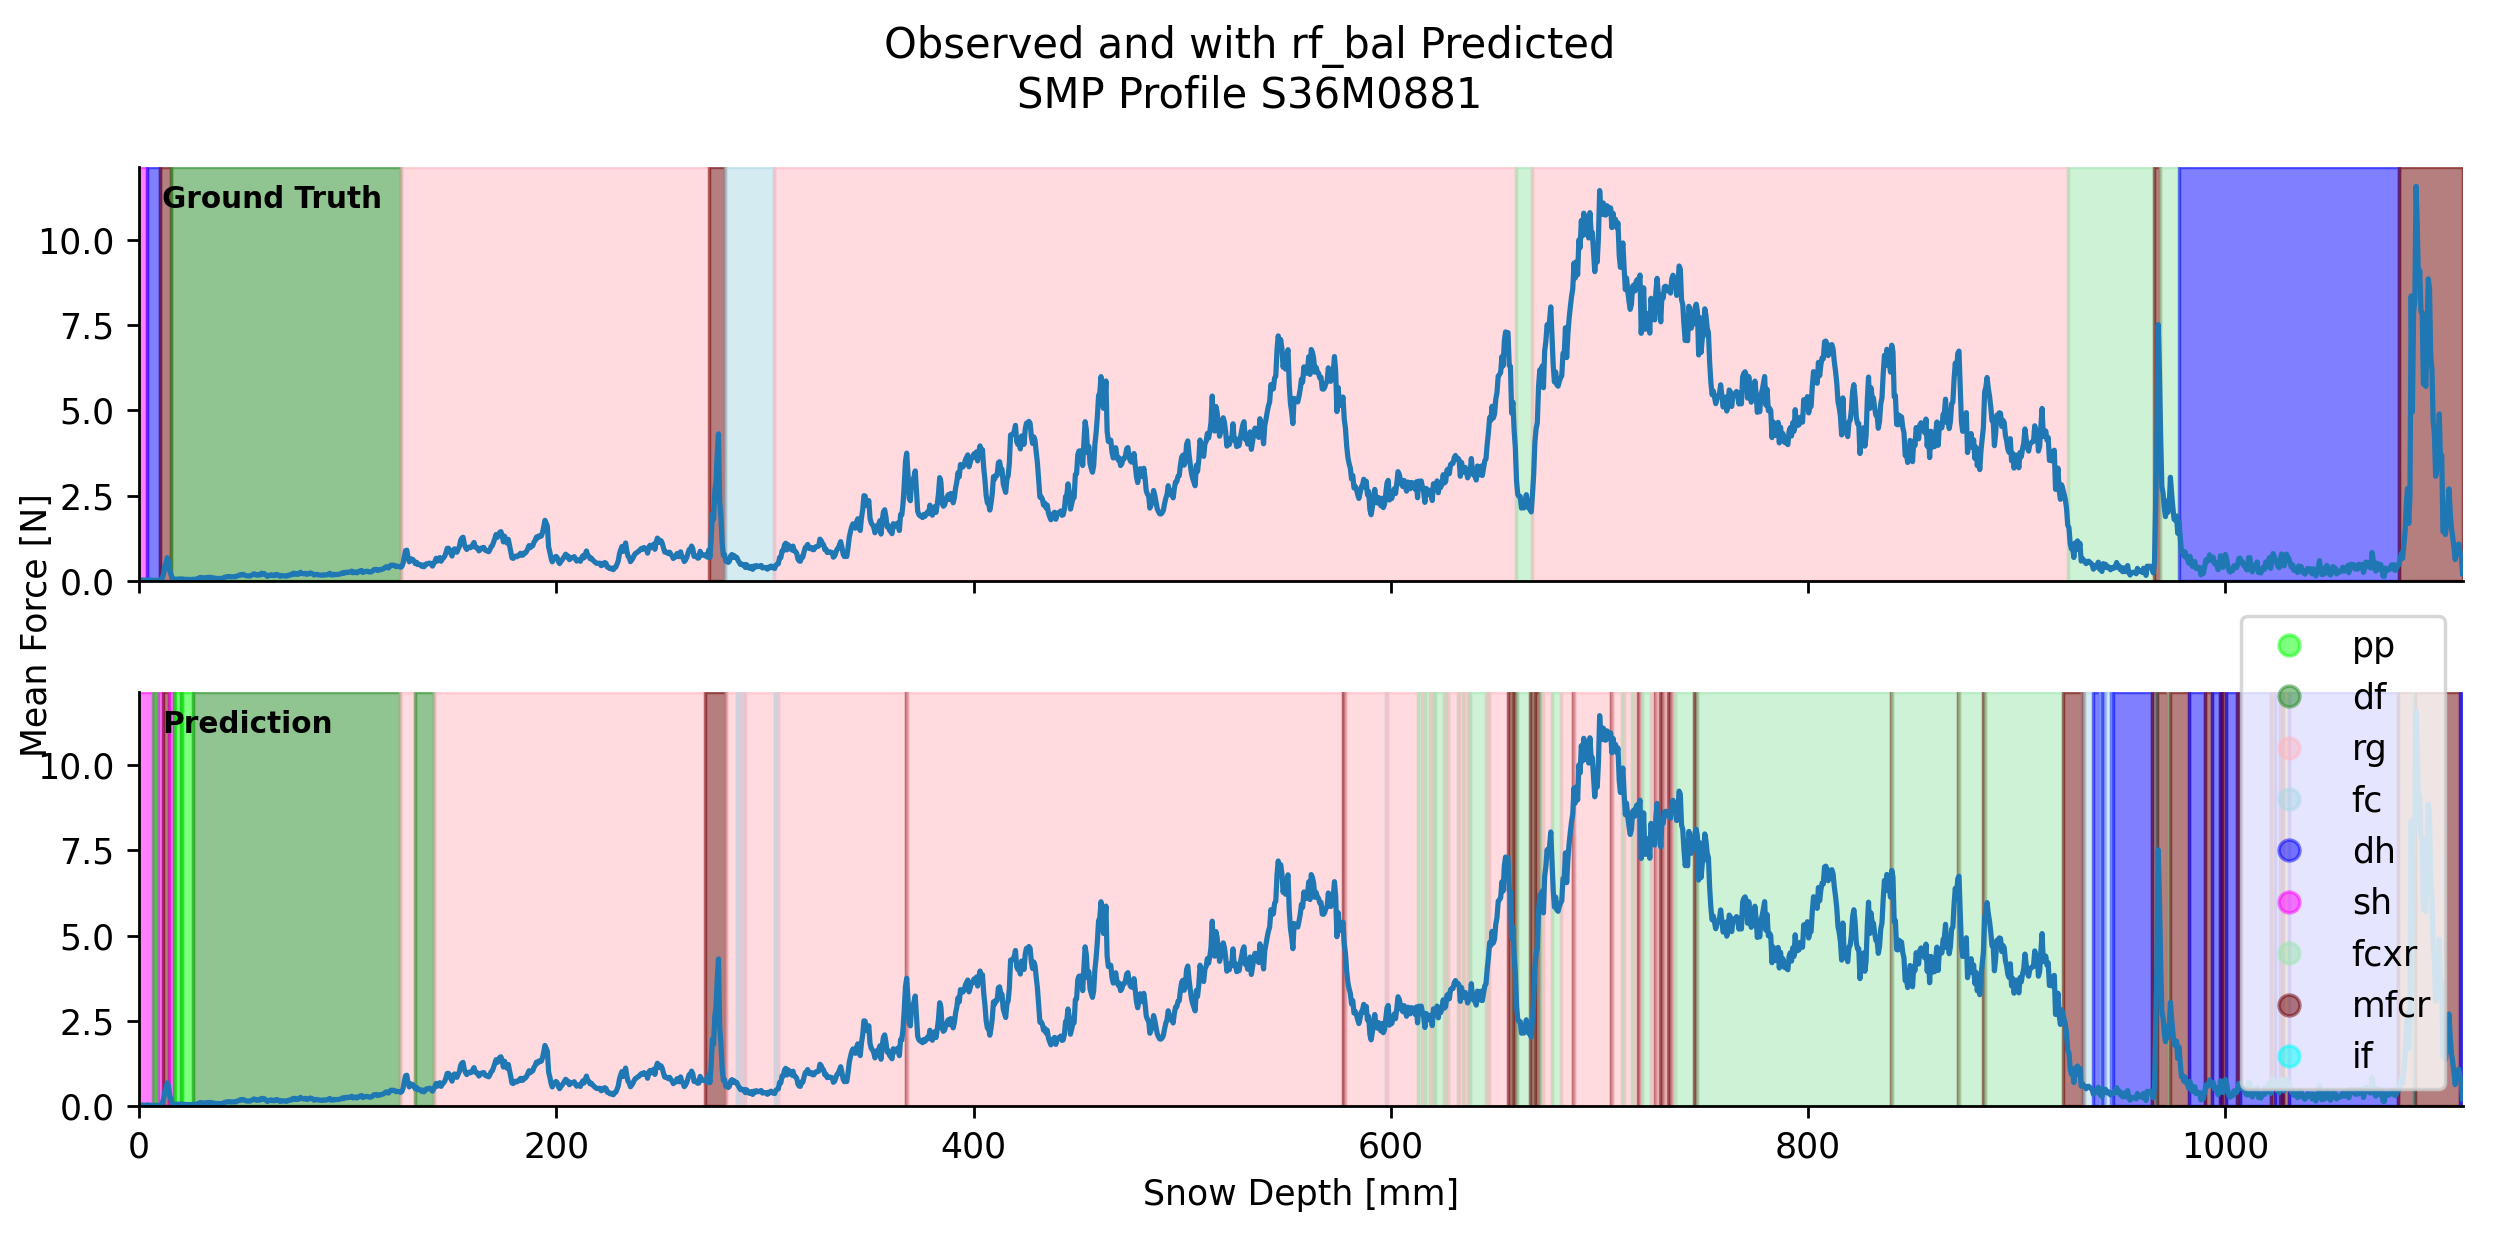 Observed and with rf_bal Predicted
SMP Profile S36M0881
Mean Force [N]
Ground Truth
10.0
7.5
5.0
2.5
0.0
Prediction
10.0
7.5
5.0
2.5
0.0
0 200 400 600 800 1000
Snow Depth [mm]
pp
df
rg
fc
dh
sh
fcxr
mfcr
if